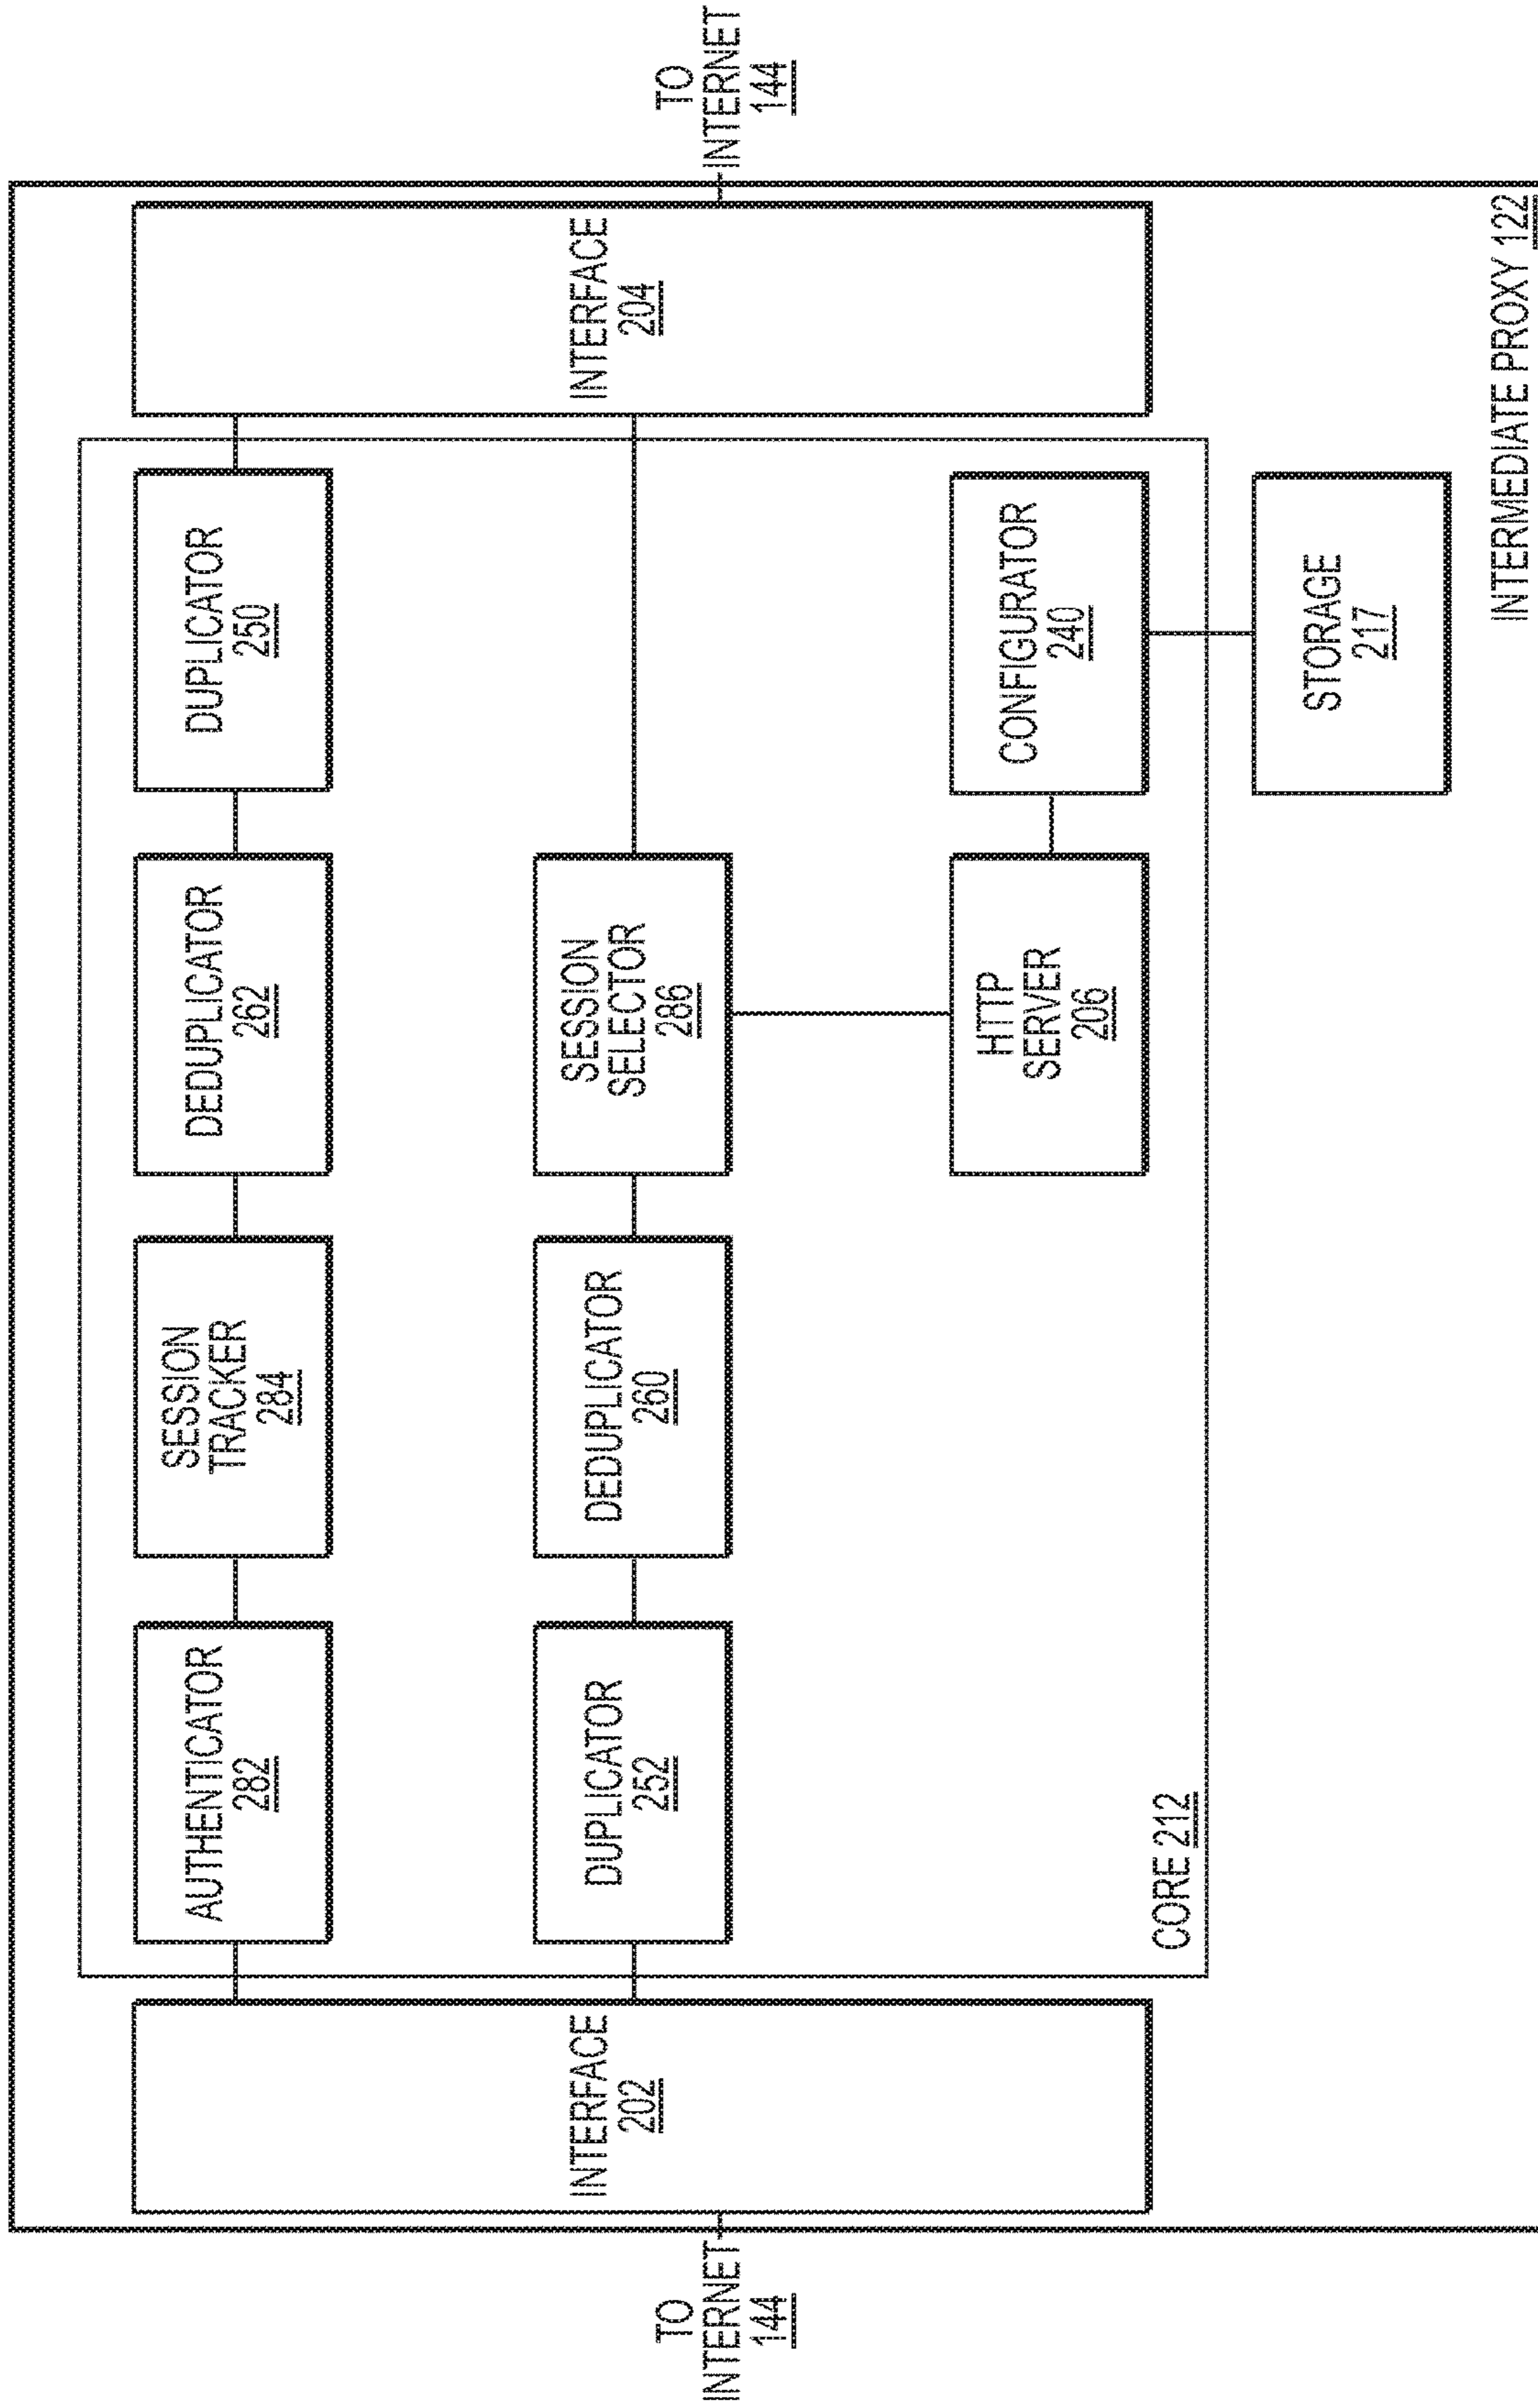 TO
INTERNET
144
INTERFACE
202
AUTHENTICATOR
282
SESSION
TRACKER
284
DEDUPLICATOR
262
DUPLICATOR
250
DUPLICATOR
252
DEDUPLICATOR
260
SESSION
SELECTOR
286
HTTP
SERVER
206
CONFIGURATOR
240
CORE 212
STORAGE
217
INTERFACE
204
TO
INTERNET
144
INTERMEDIATE PROXY 122